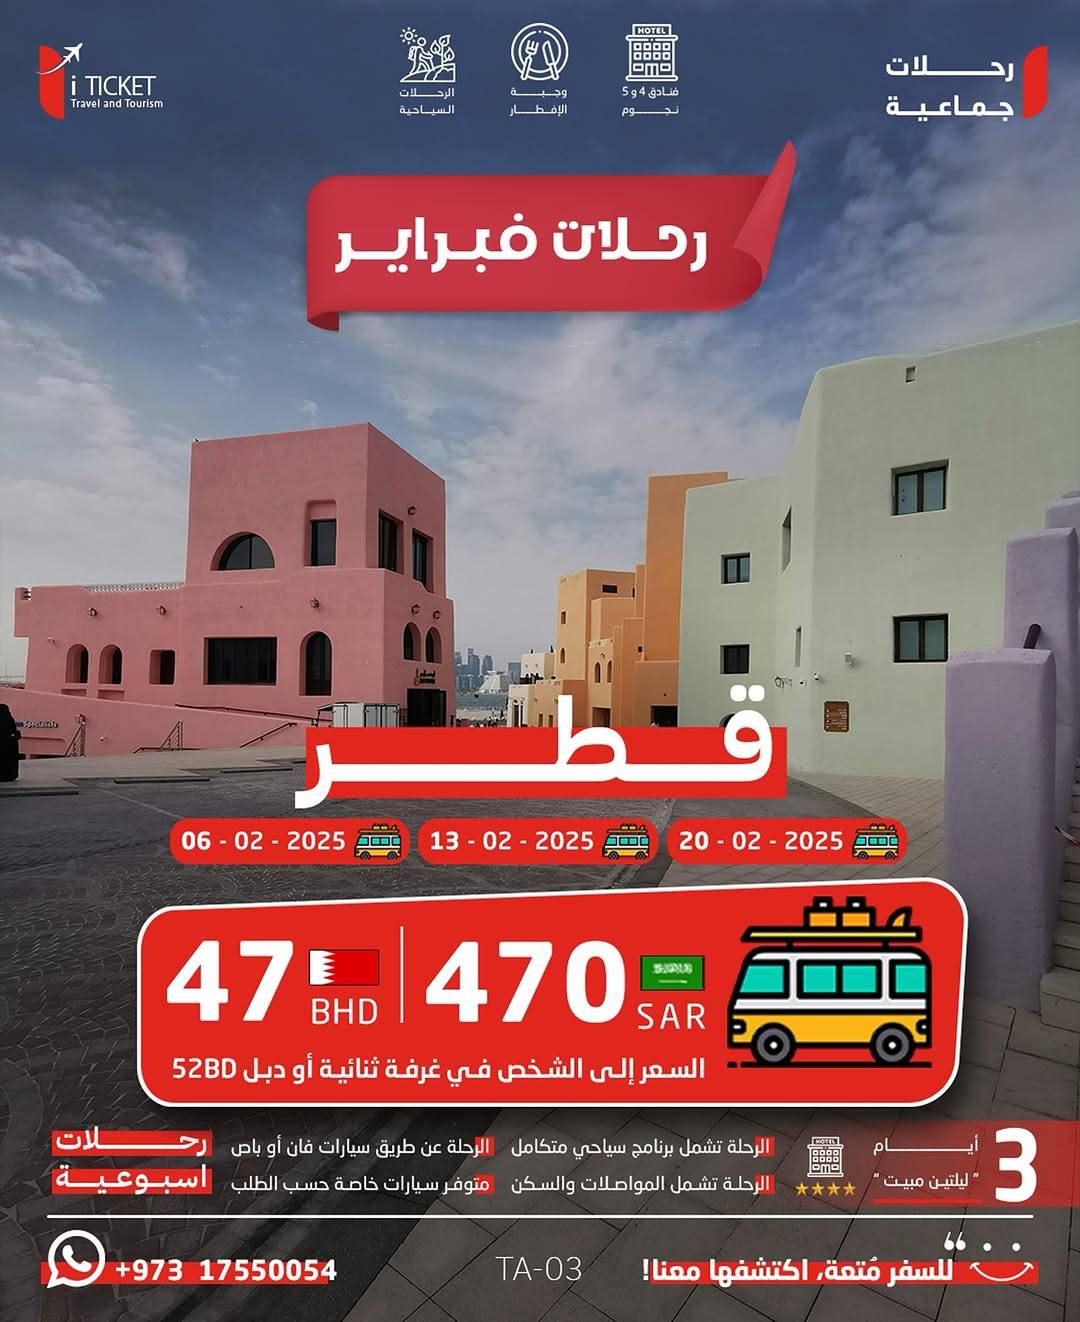 i TICKET
Travel and Tourism
الرحلات
السياحية
وجبة
الإفطار
HOTEL
فنادق 4 و 5
نجوم
رحلات
جماعية
رحلات فبراير
قطر
06 - 02 - 2025
13 - 02 - 2025
20 - 02 - 2025
47 BHD
470 SAR
السعر إلى الشخص في غرفة ثنائية أو دبل 52BD
3 أيام
" ليلتين مبيت "
HOTEL
الرحلة تشمل برنامج سياحي متكامل
الرحلة تشمل المواصلات والسكن
الرحلة عن طريق سيارات فان أو باص
متوفر سيارات خاصة حسب الطلب
رحلات
اسبوعية
+973 17550054
TA-03
للسفر مُتعة، اكتشفها معنا!